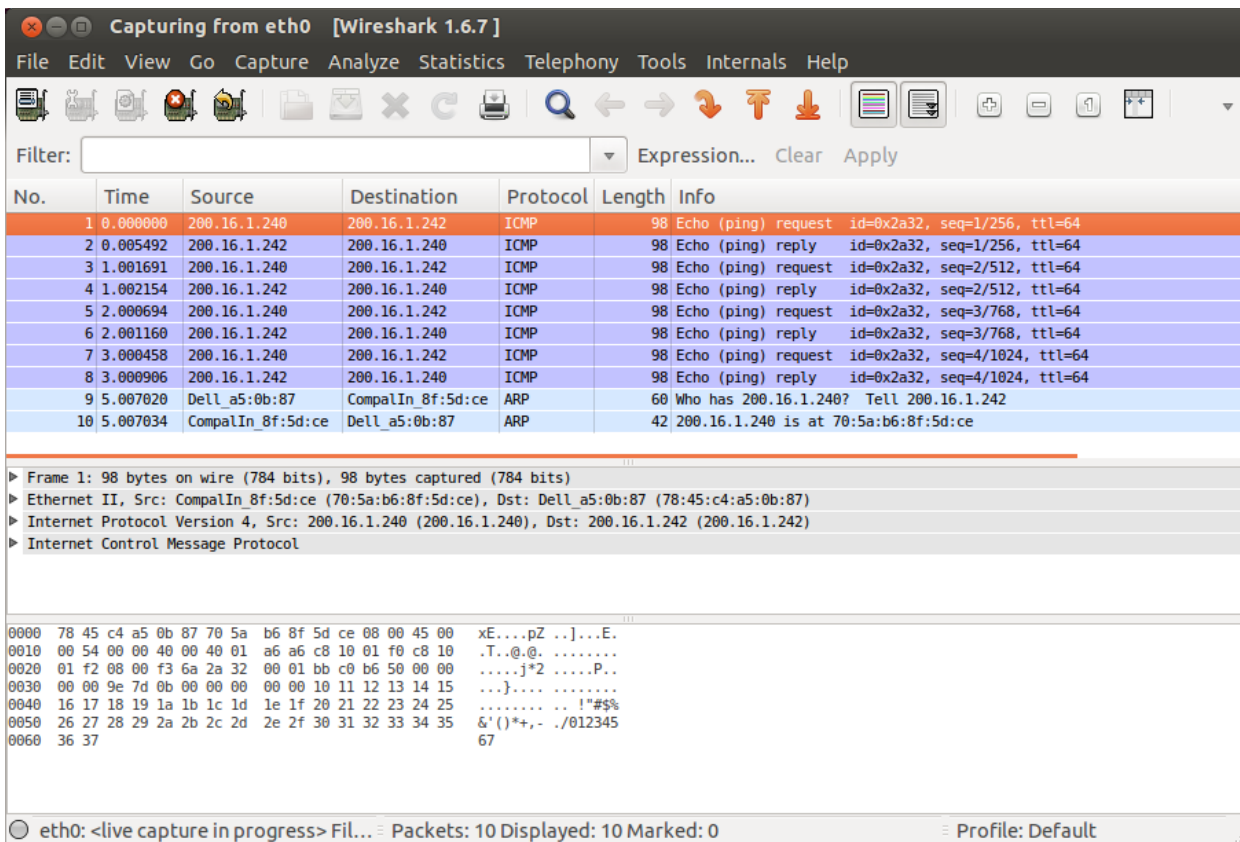 Capturing from eth0 [Wireshark 1.6.7 ]
File Edit View Go Capture Analyze Statistics Telephony Tools Internals Help
Filter: Expression... Clear Apply
No. Time Source Destination Protocol Length Info
1 0.000000 200.16.1.240 200.16.1.242 ICMP 98 Echo (ping) request id=0x2a32, seq=1/256, ttl=64
2 0.005492 200.16.1.242 200.16.1.240 ICMP 98 Echo (ping) reply id=0x2a32, seq=1/256, ttl=64
3 1.001691 200.16.1.240 200.16.1.242 ICMP 98 Echo (ping) request id=0x2a32, seq=2/512, ttl=64
4 1.002154 200.16.1.242 200.16.1.240 ICMP 98 Echo (ping) reply id=0x2a32, seq=2/512, ttl=64
5 2.000694 200.16.1.240 200.16.1.242 ICMP 98 Echo (ping) request id=0x2a32, seq=3/768, ttl=64
6 2.001160 200.16.1.242 200.16.1.240 ICMP 98 Echo (ping) reply id=0x2a32, seq=3/768, ttl=64
7 3.000458 200.16.1.240 200.16.1.242 ICMP 98 Echo (ping) request id=0x2a32, seq=4/1024, ttl=64
8 3.000906 200.16.1.242 200.16.1.240 ICMP 98 Echo (ping) reply id=0x2a32, seq=4/1024, ttl=64
9 5.007020 Dell_a5:0b:87 CompalIn_8f:5d:ce ARP 60 Who has 200.16.1.240? Tell 200.16.1.242
10 5.007034 CompalIn_8f:5d:ce Dell_a5:0b:87 ARP 42 200.16.1.240 is at 70:5a:b6:8f:5d:ce
Frame 1: 98 bytes on wire (784 bits), 98 bytes captured (784 bits)
Ethernet II, Src: CompalIn_8f:5d:ce (70:5a:b6:8f:5d:ce), Dst: Dell_a5:0b:87 (78:45:c4:a5:0b:87)
Internet Protocol Version 4, Src: 200.16.1.240 (200.16.1.240), Dst: 200.16.1.242 (200.16.1.242)
Internet Control Message Protocol
0000 78 45 c4 a5 0b 87 70 5a b6 8f 5d ce 08 00 45 00 xE....pZ ..]...E.
0010 00 54 00 00 40 00 40 01 a6 a6 c8 10 01 f0 c8 10 .T..@.@. ........
0020 01 f2 08 00 f3 6a 2a 32 00 01 bb c0 b6 50 00 00 .....j*2 .....P..
0030 00 00 9e 7d 0b 00 00 00 00 00 10 11 12 13 14 15 ...}.... ........
0040 16 17 18 19 1a 1b 1c 1d 1e 1f 20 21 22 23 24 25 ........ .. !"#$%
0050 26 27 28 29 2a 2b 2c 2d 2e 2f 30 31 32 33 34 35 &'()*+,- ./012345
0060 36 37 67
eth0: <live capture in progress> Fil... Packets: 10 Displayed: 10 Marked: 0 Profile: Default